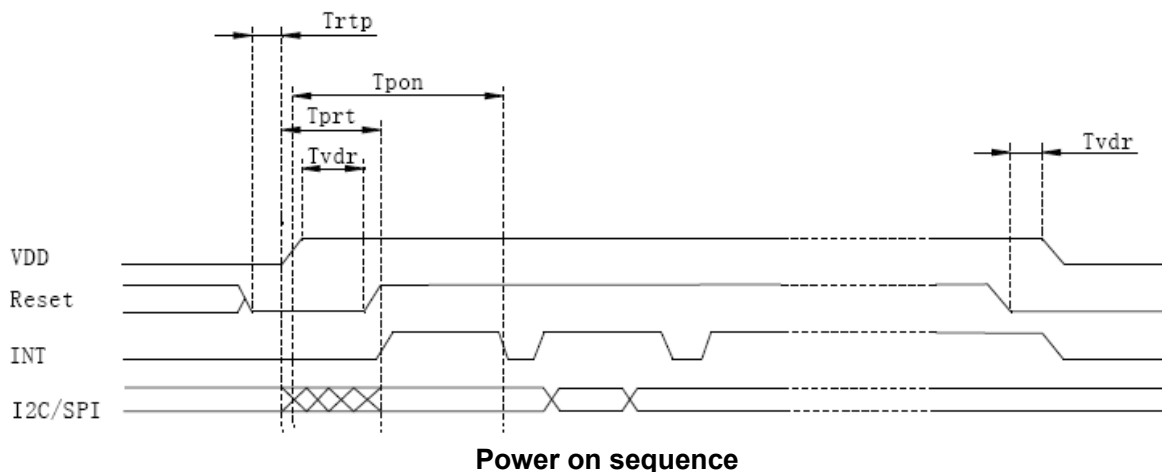 Trtp
Tpon
Tprt
Tvdr
Tvdr
VDD
Reset
INT
I2C/SPI
Power on sequence